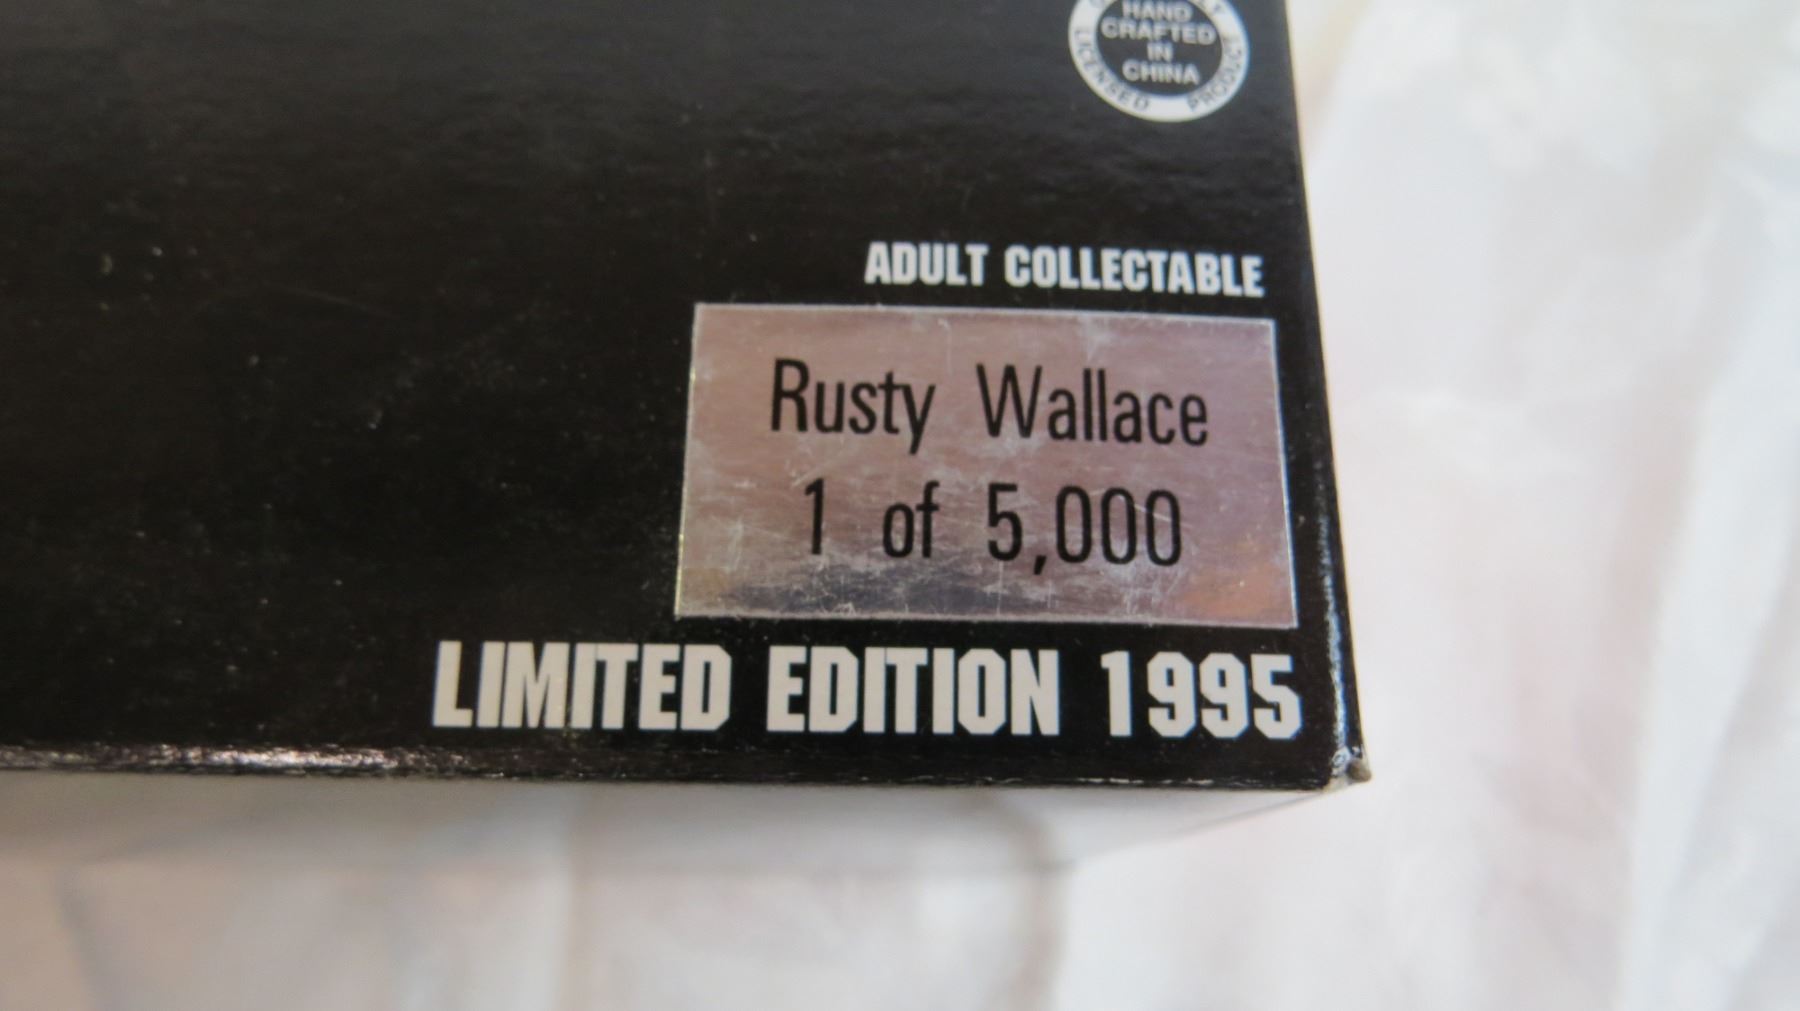 HAND
CRAFTED
IN
CHINA
LICENSED PRODUCT
ADULT COLLECTABLE
Rusty Wallace
1 of 5,000
LIMITED EDITION 1995